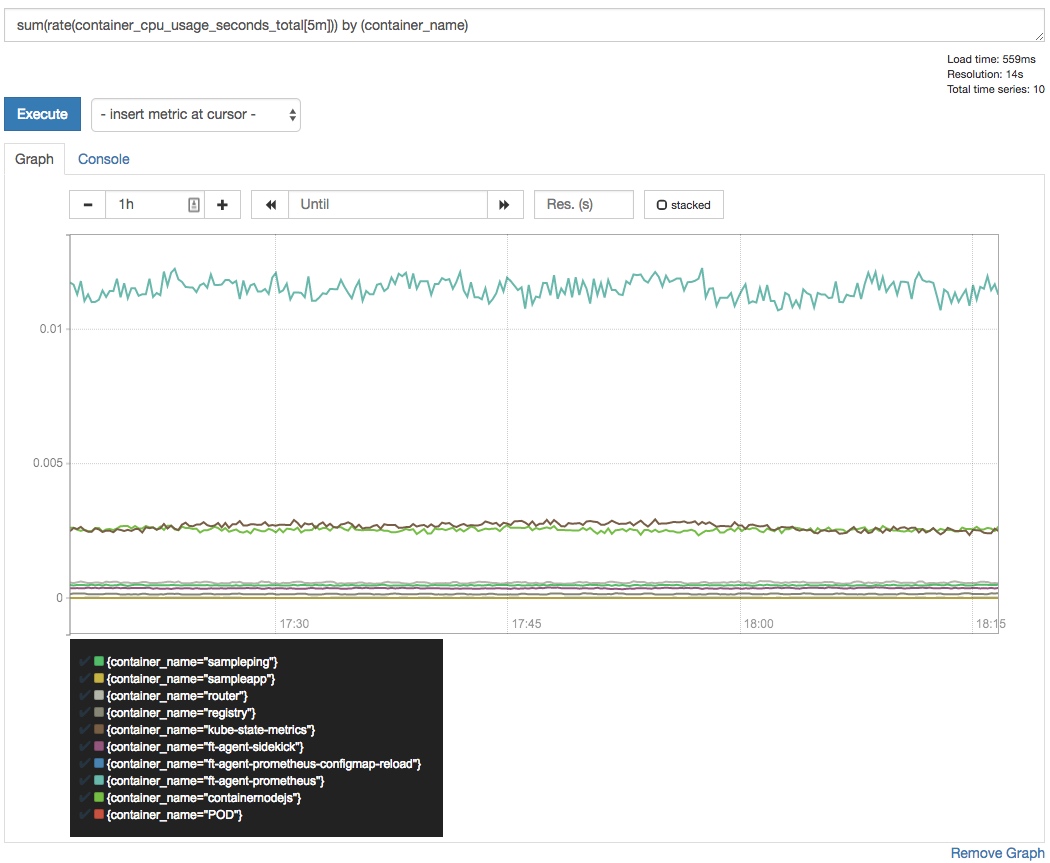 sum(rate(container_cpu_usage_seconds_total[5m])) by (container_name)
Load time: 559ms
Resolution: 14s
Total time series: 10
Execute
- insert metric at cursor -
Graph
Console
1h
Until
Res. (s)
stacked
0.01
0.005
0
17:30
17:45
18:00
18:15
{container_name="sampleping"}
{container_name="sampleapp"}
{container_name="router"}
{container_name="registry"}
{container_name="kube-state-metrics"}
{container_name="ft-agent-sidekick"}
{container_name="ft-agent-prometheus-configmap-reload"}
{container_name="ft-agent-prometheus"}
{container_name="containernodejs"}
{container_name="POD"}
Remove Graph